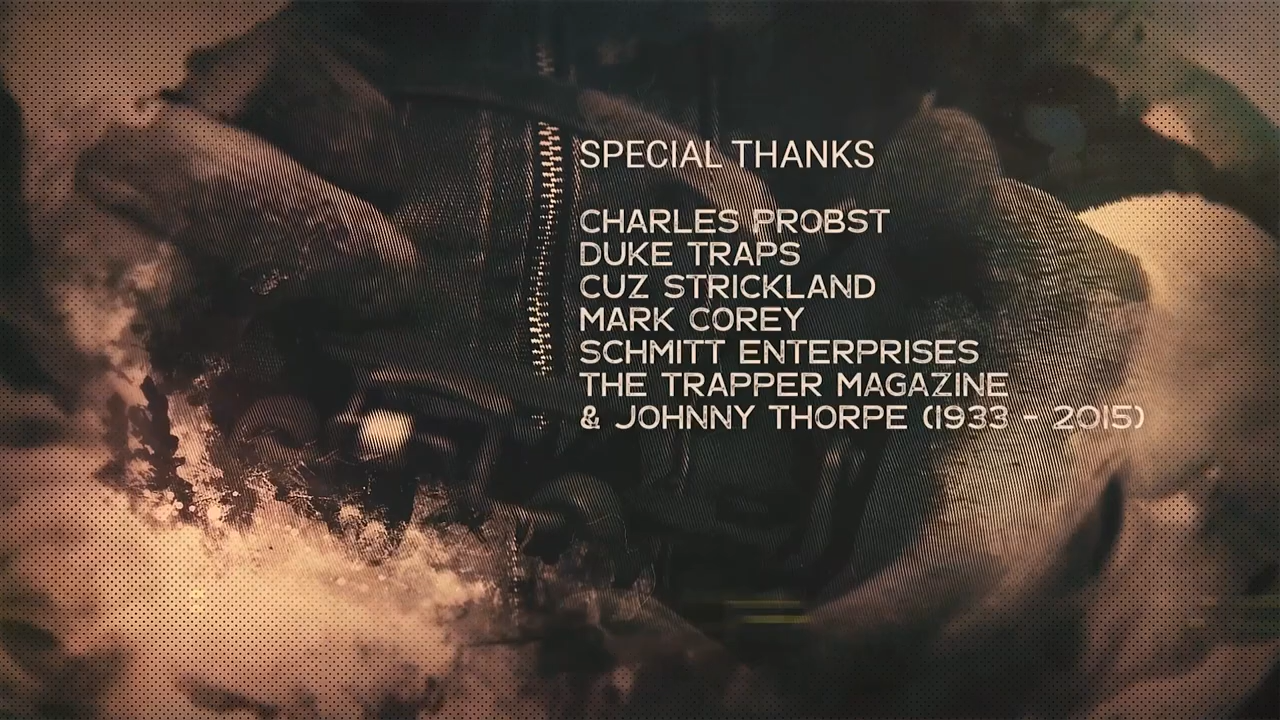 SPECIAL THANKS
CHARLES PROBST
DUKE TRAPS
CUZ STRICKLAND
MARK COREY
SCHMITT ENTERPRISES
THE TRAPPER MAGAZINE
& JOHNNY THORPE (1933 - 2015)